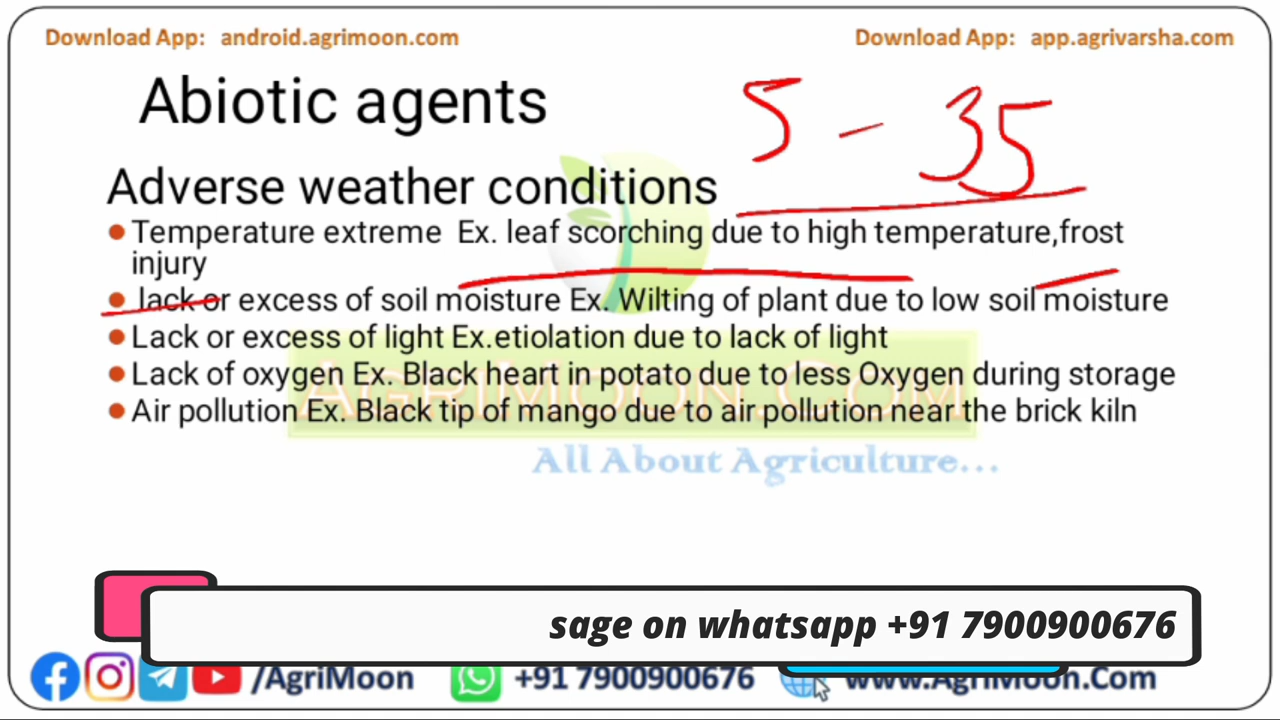 Download App: android.agrimoon.com
Download App: app.agrivarsha.com
Abiotic agents
5 - 35
Adverse weather conditions
Temperature extreme Ex. leaf scorching due to high temperature,frost
injury
lack or excess of soil moisture Ex. Wilting of plant due to low soil moisture
Lack or excess of light Ex.etiolation due to lack of light
Lack of oxygen Ex. Black heart in potato due to less Oxygen during storage
Air pollution Ex. Black tip of mango due to air pollution near the brick kiln
AgriMoon.Com
All About Agriculture...
sage on whatsapp +91 7900900676
/AgriMoon
+91 7900900676
www.AgriMoon.Com